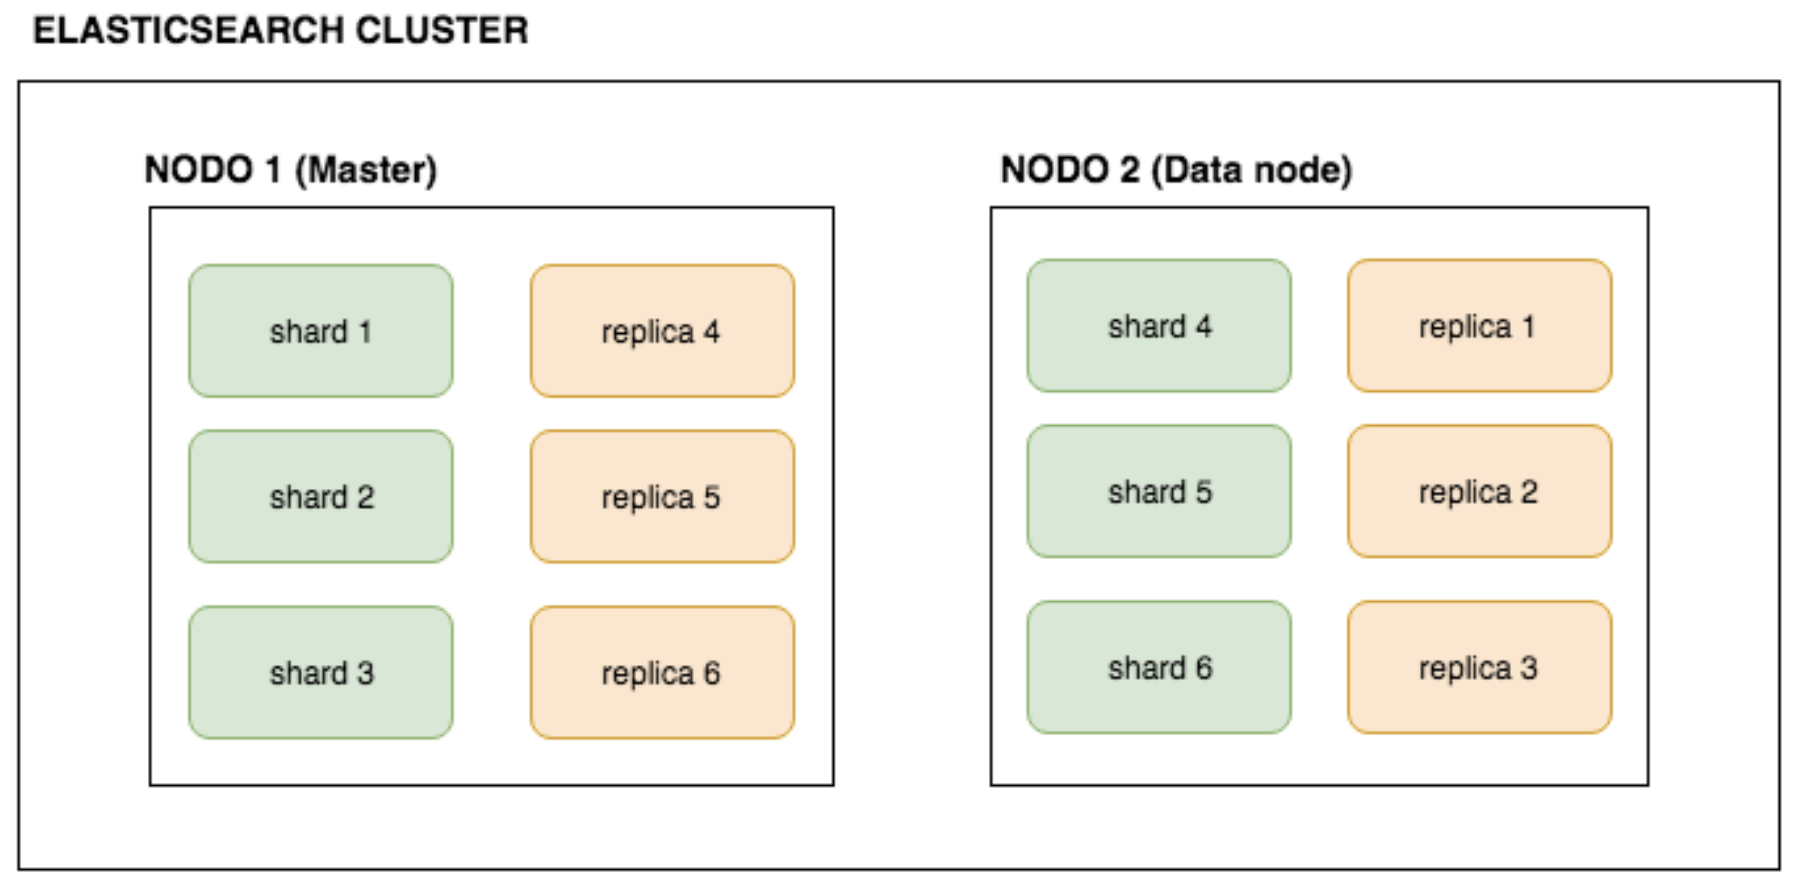 ELASTICSEARCH CLUSTER
NODO 1 (Master)
shard 1
replica 4
shard 2
replica 5
shard 3
replica 6
NODO 2 (Data node)
shard 4
replica 1
shard 5
replica 2
shard 6
replica 3